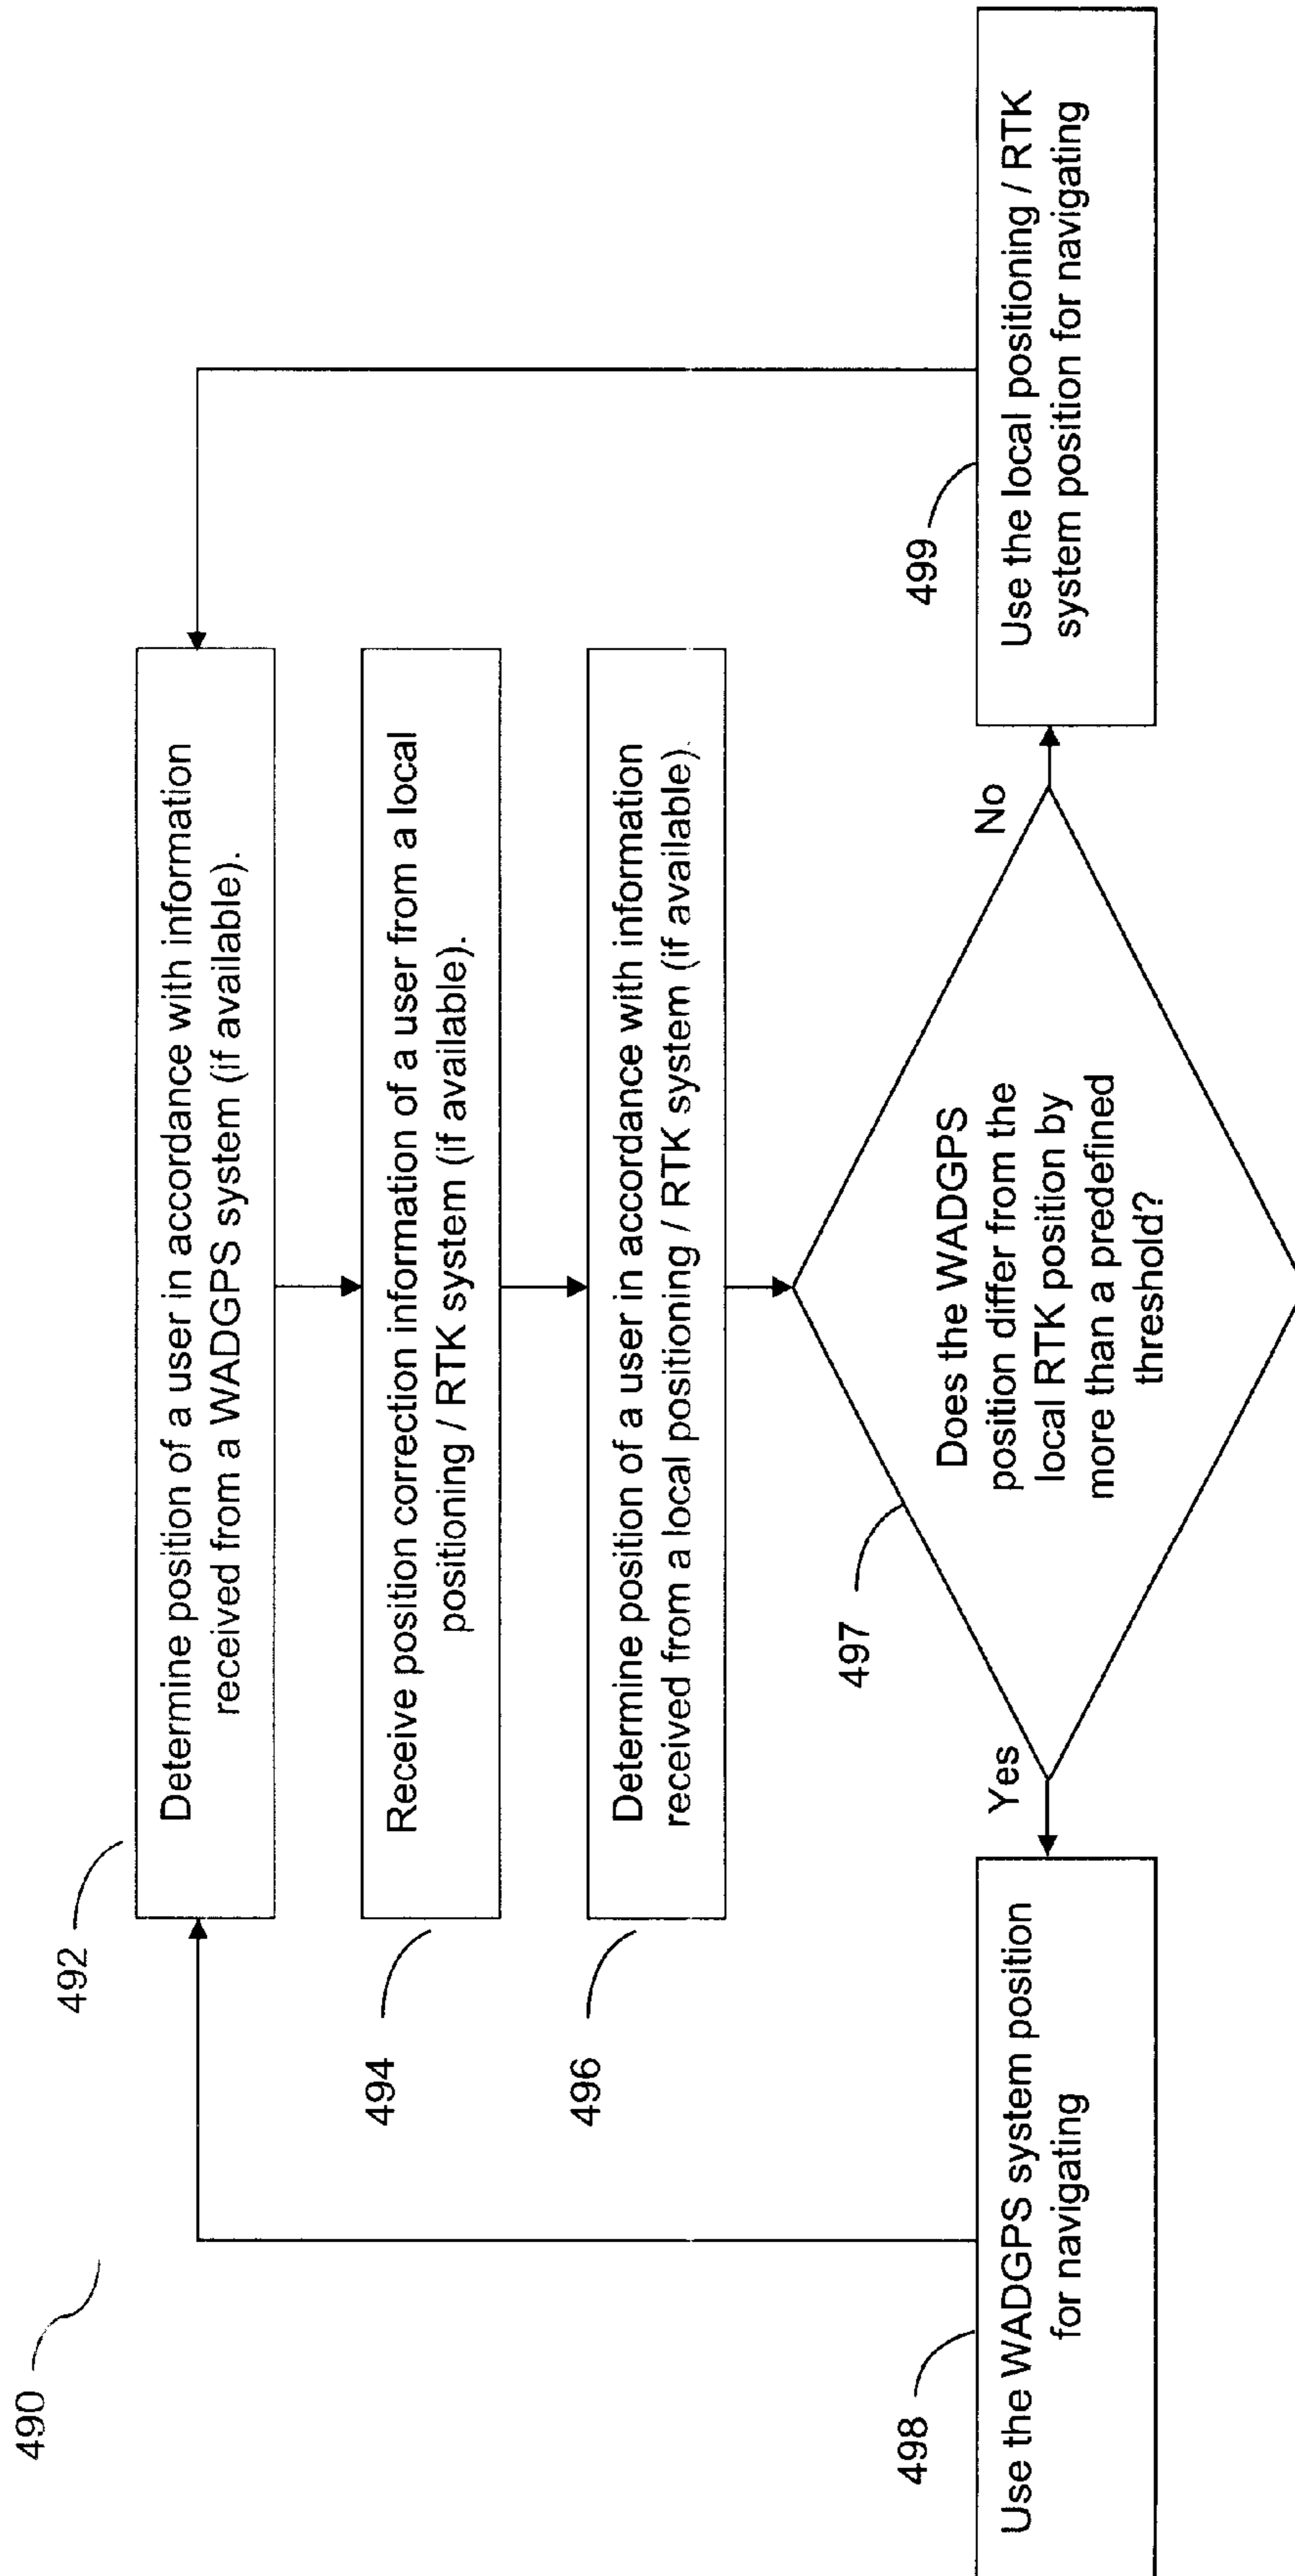 490
492
Determine position of a user in accordance with information
received from a WADGPS system (if available).
494
Receive position correction information of a user from a local
positioning / RTK system (if available).
496
Determine position of a user in accordance with information
received from a local positioning / RTK system (if available).
497
Does the WADGPS
position differ from the
local RTK position by
more than a predefined
threshold?
Yes
No
498
Use the WADGPS system position
for navigating
499
Use the local positioning / RTK
system position for navigating